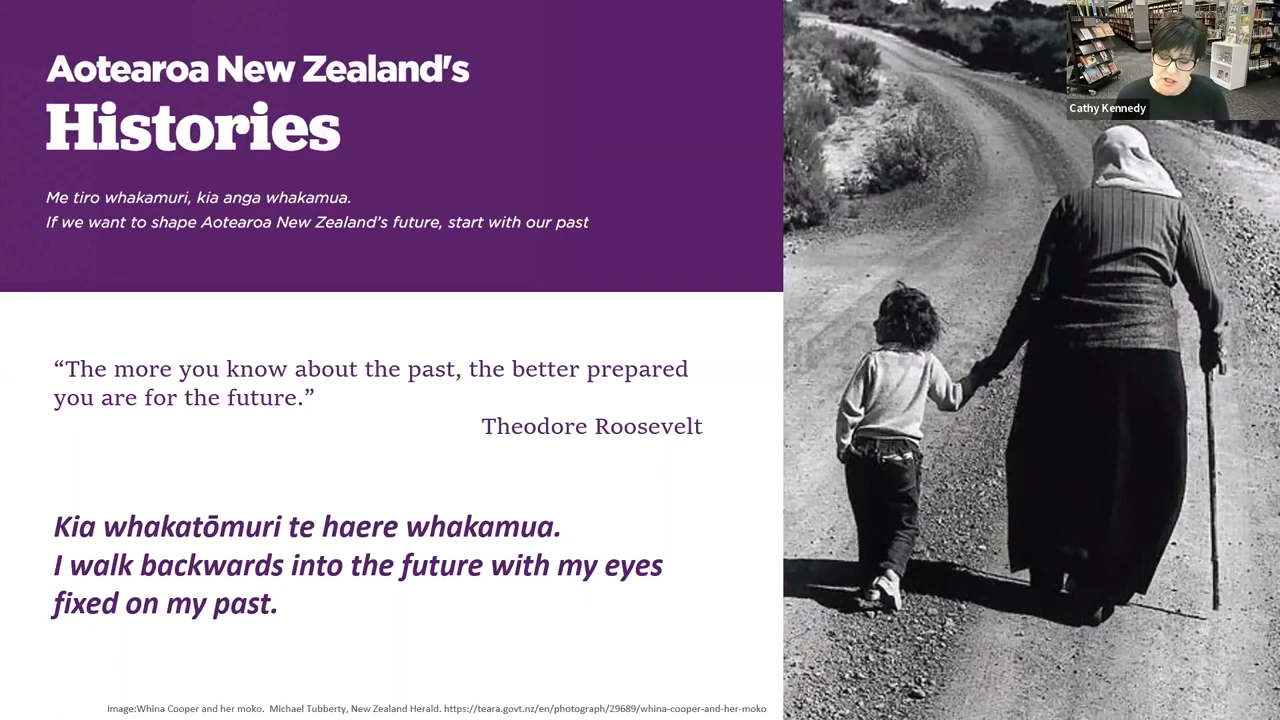 Aotearoa New Zealand's
Histories
Me tiro whakamuri, kia anga whakamua.
If we want to shape Aotearoa New Zealand’s future, start with our past
“The more you know about the past, the better prepared
you are for the future.”
Theodore Roosevelt
Kia whakatōmuri te haere whakamua.
I walk backwards into the future with my eyes
fixed on my past.
Image:Whina Cooper and her moko. Michael Tubberty, New Zealand Herald. https://teara.govt.nz/en/photograph/29689/whina-cooper-and-her-moko
Cathy Kennedy